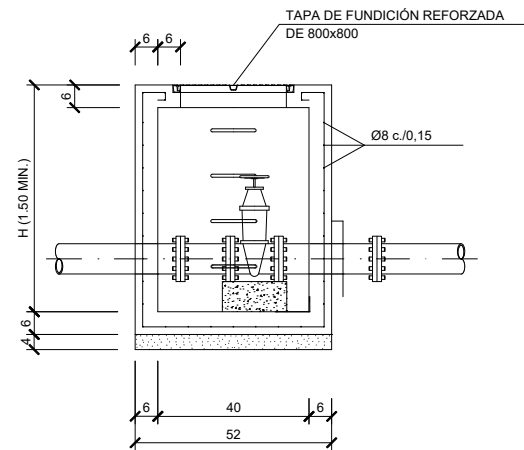 TAPA DE FUNDICIÓN REFORZADA
DE 800x800
6 6
6
Ø8 c./0,15
H (1.50 MIN.)
6
4
6 40 6
52